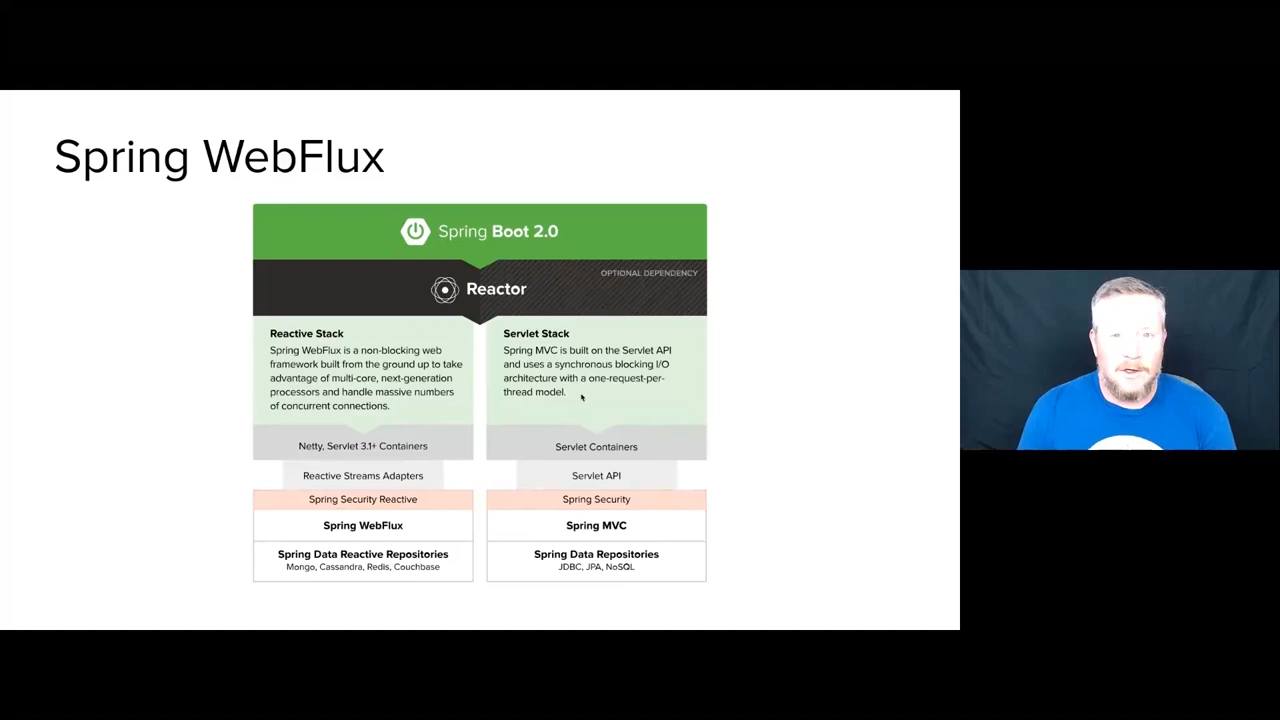 Spring WebFlux
Spring Boot 2.0
OPTIONAL DEPENDENCY
Reactor
Reactive Stack
Spring WebFlux is a non-blocking web
framework built from the ground up to take
advantage of multi-core, next-generation
processors and handle massive numbers
of concurrent connections.
Netty, Servlet 3.1+ Containers
Reactive Streams Adapters
Spring Security Reactive
Spring WebFlux
Spring Data Reactive Repositories
Mongo, Cassandra, Redis, Couchbase
Servlet Stack
Spring MVC is built on the Servlet API
and uses a synchronous blocking I/O
architecture with a one-request-per-
thread model.
Servlet Containers
Servlet API
Spring Security
Spring MVC
Spring Data Repositories
JDBC, JPA, NoSQL